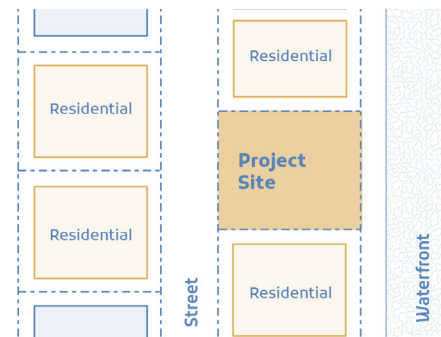 Residential
Residential
Project
Site
Residential
Street
Residential
Waterfront